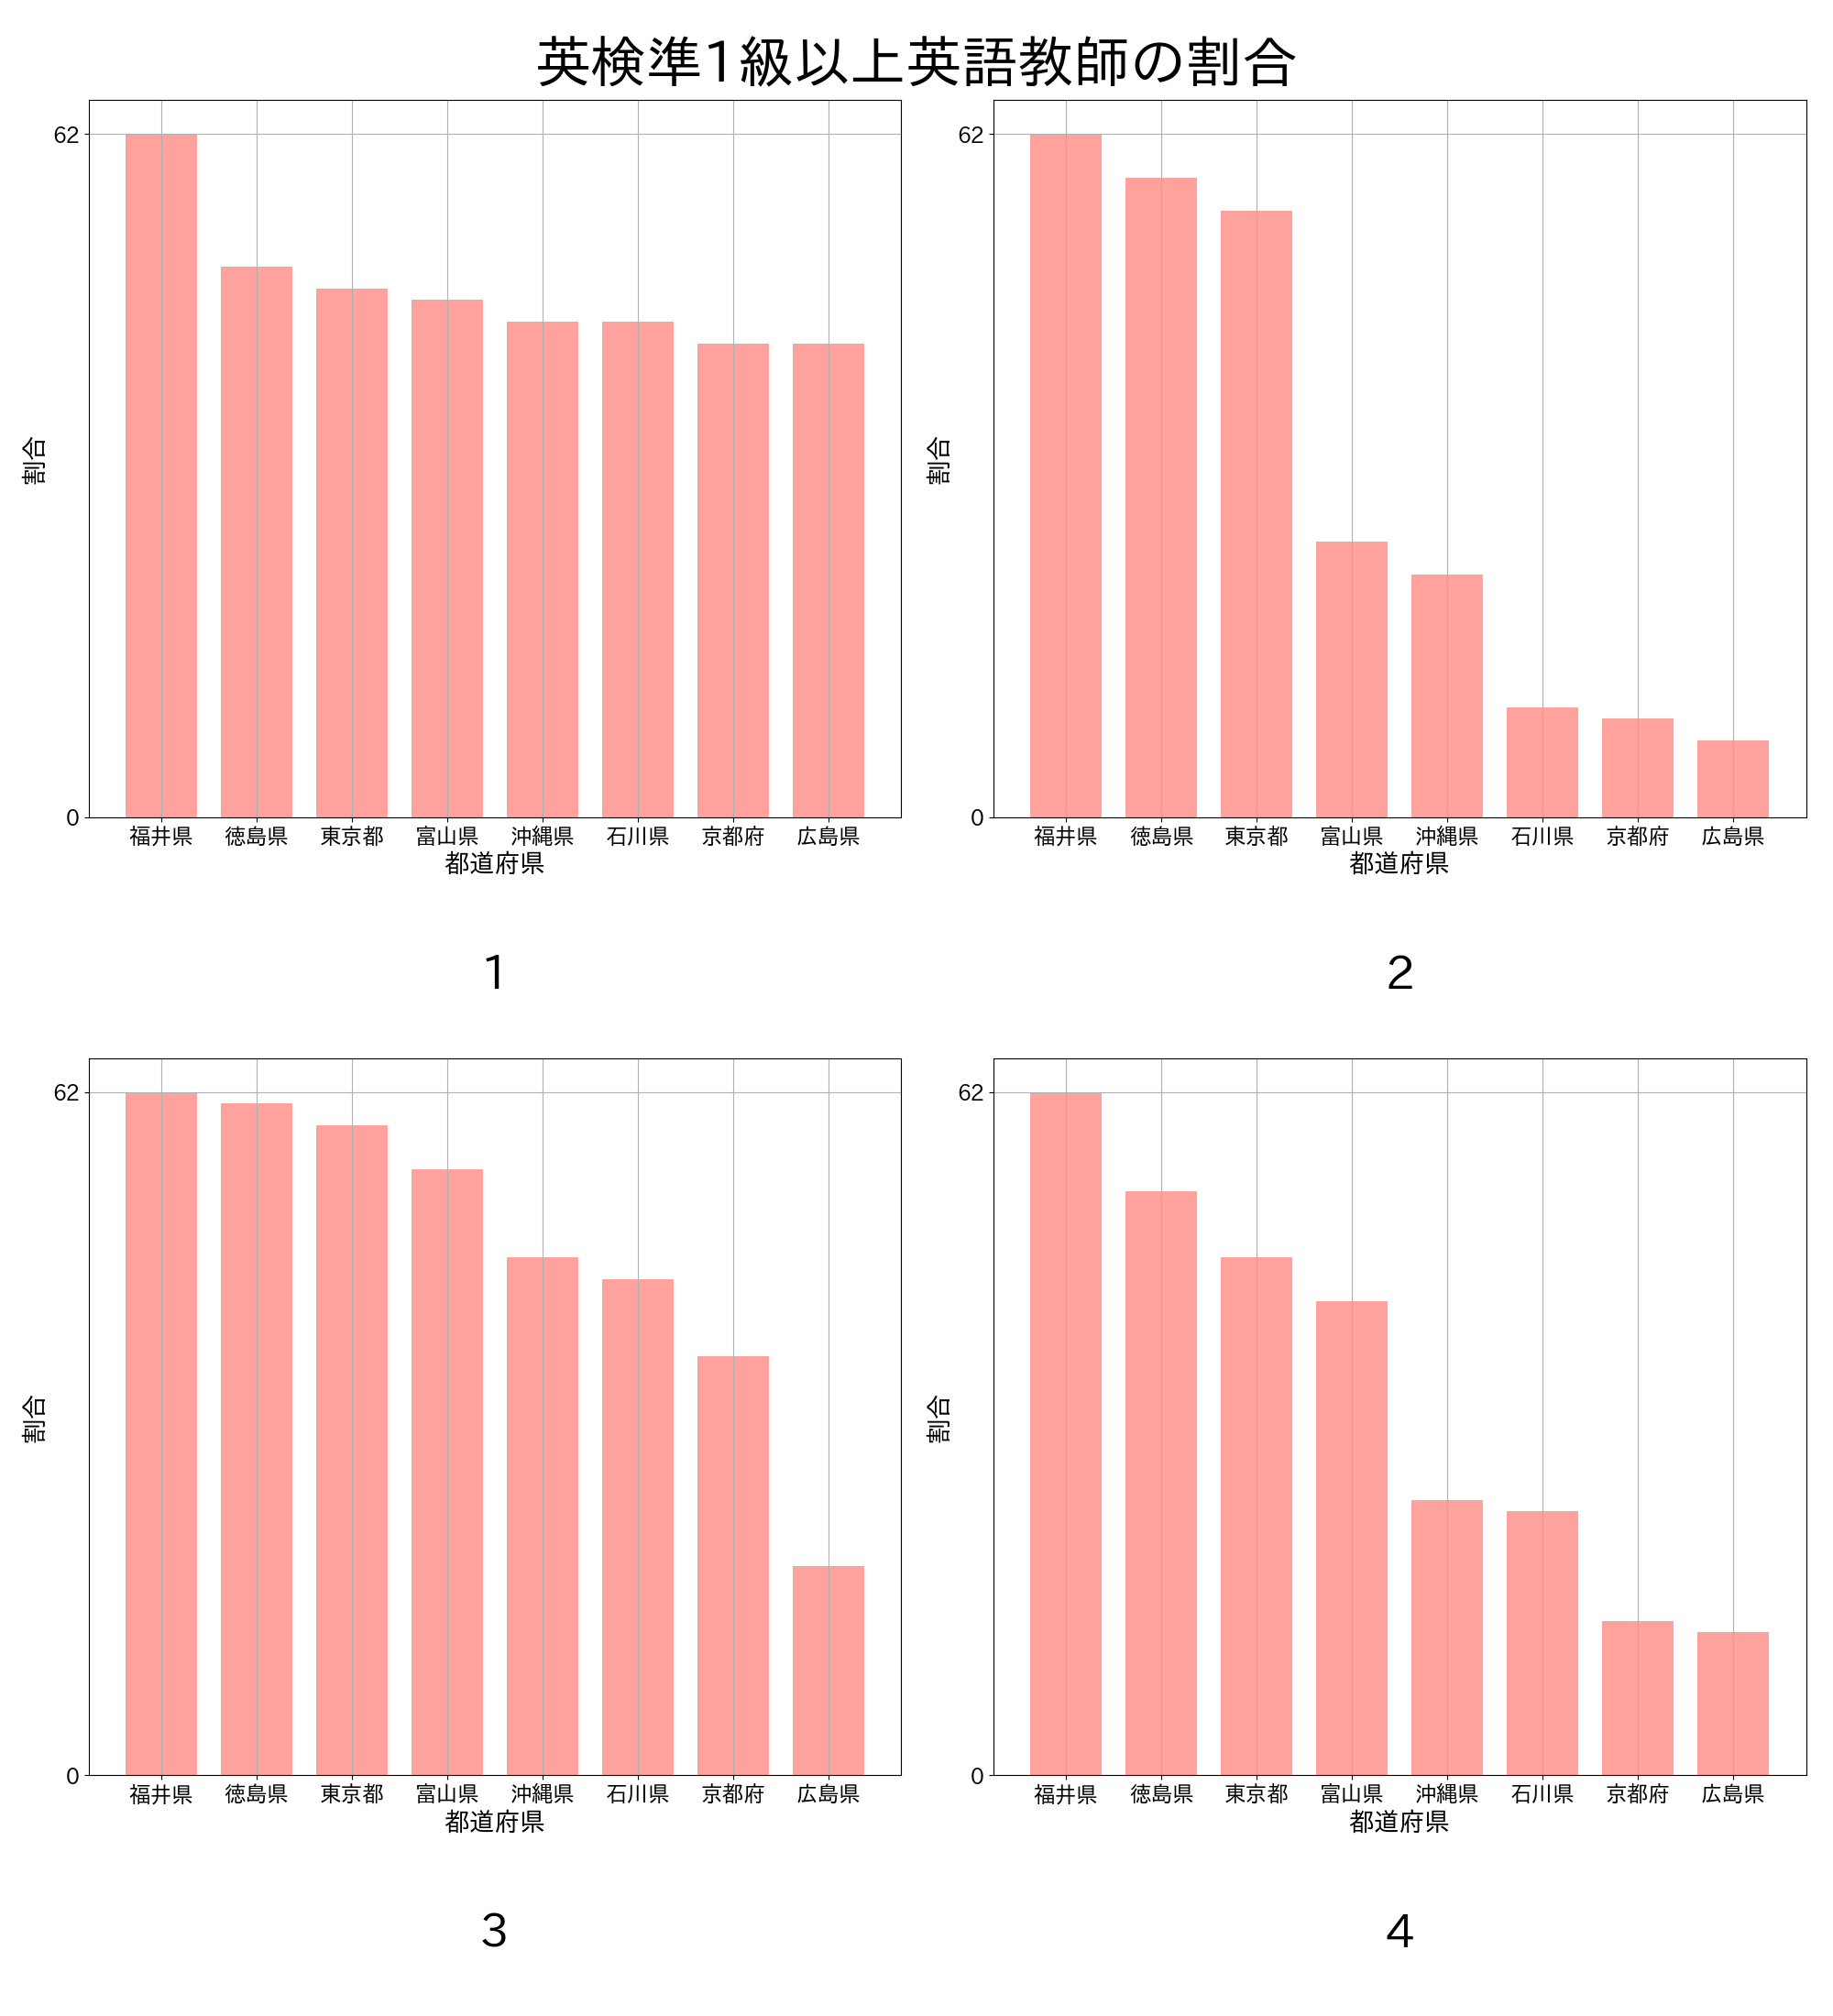 英検準1級以上英語教師の割合
62
0
割合
福井県 徳島県 東京都 富山県 沖縄県 石川県 京都府 広島県
都道府県
1
62
0
割合
福井県 徳島県 東京都 富山県 沖縄県 石川県 京都府 広島県
都道府県
2
62
0
割合
福井県 徳島県 東京都 富山県 沖縄県 石川県 京都府 広島県
都道府県
3
62
0
割合
福井県 徳島県 東京都 富山県 沖縄県 石川県 京都府 広島県
都道府県
4